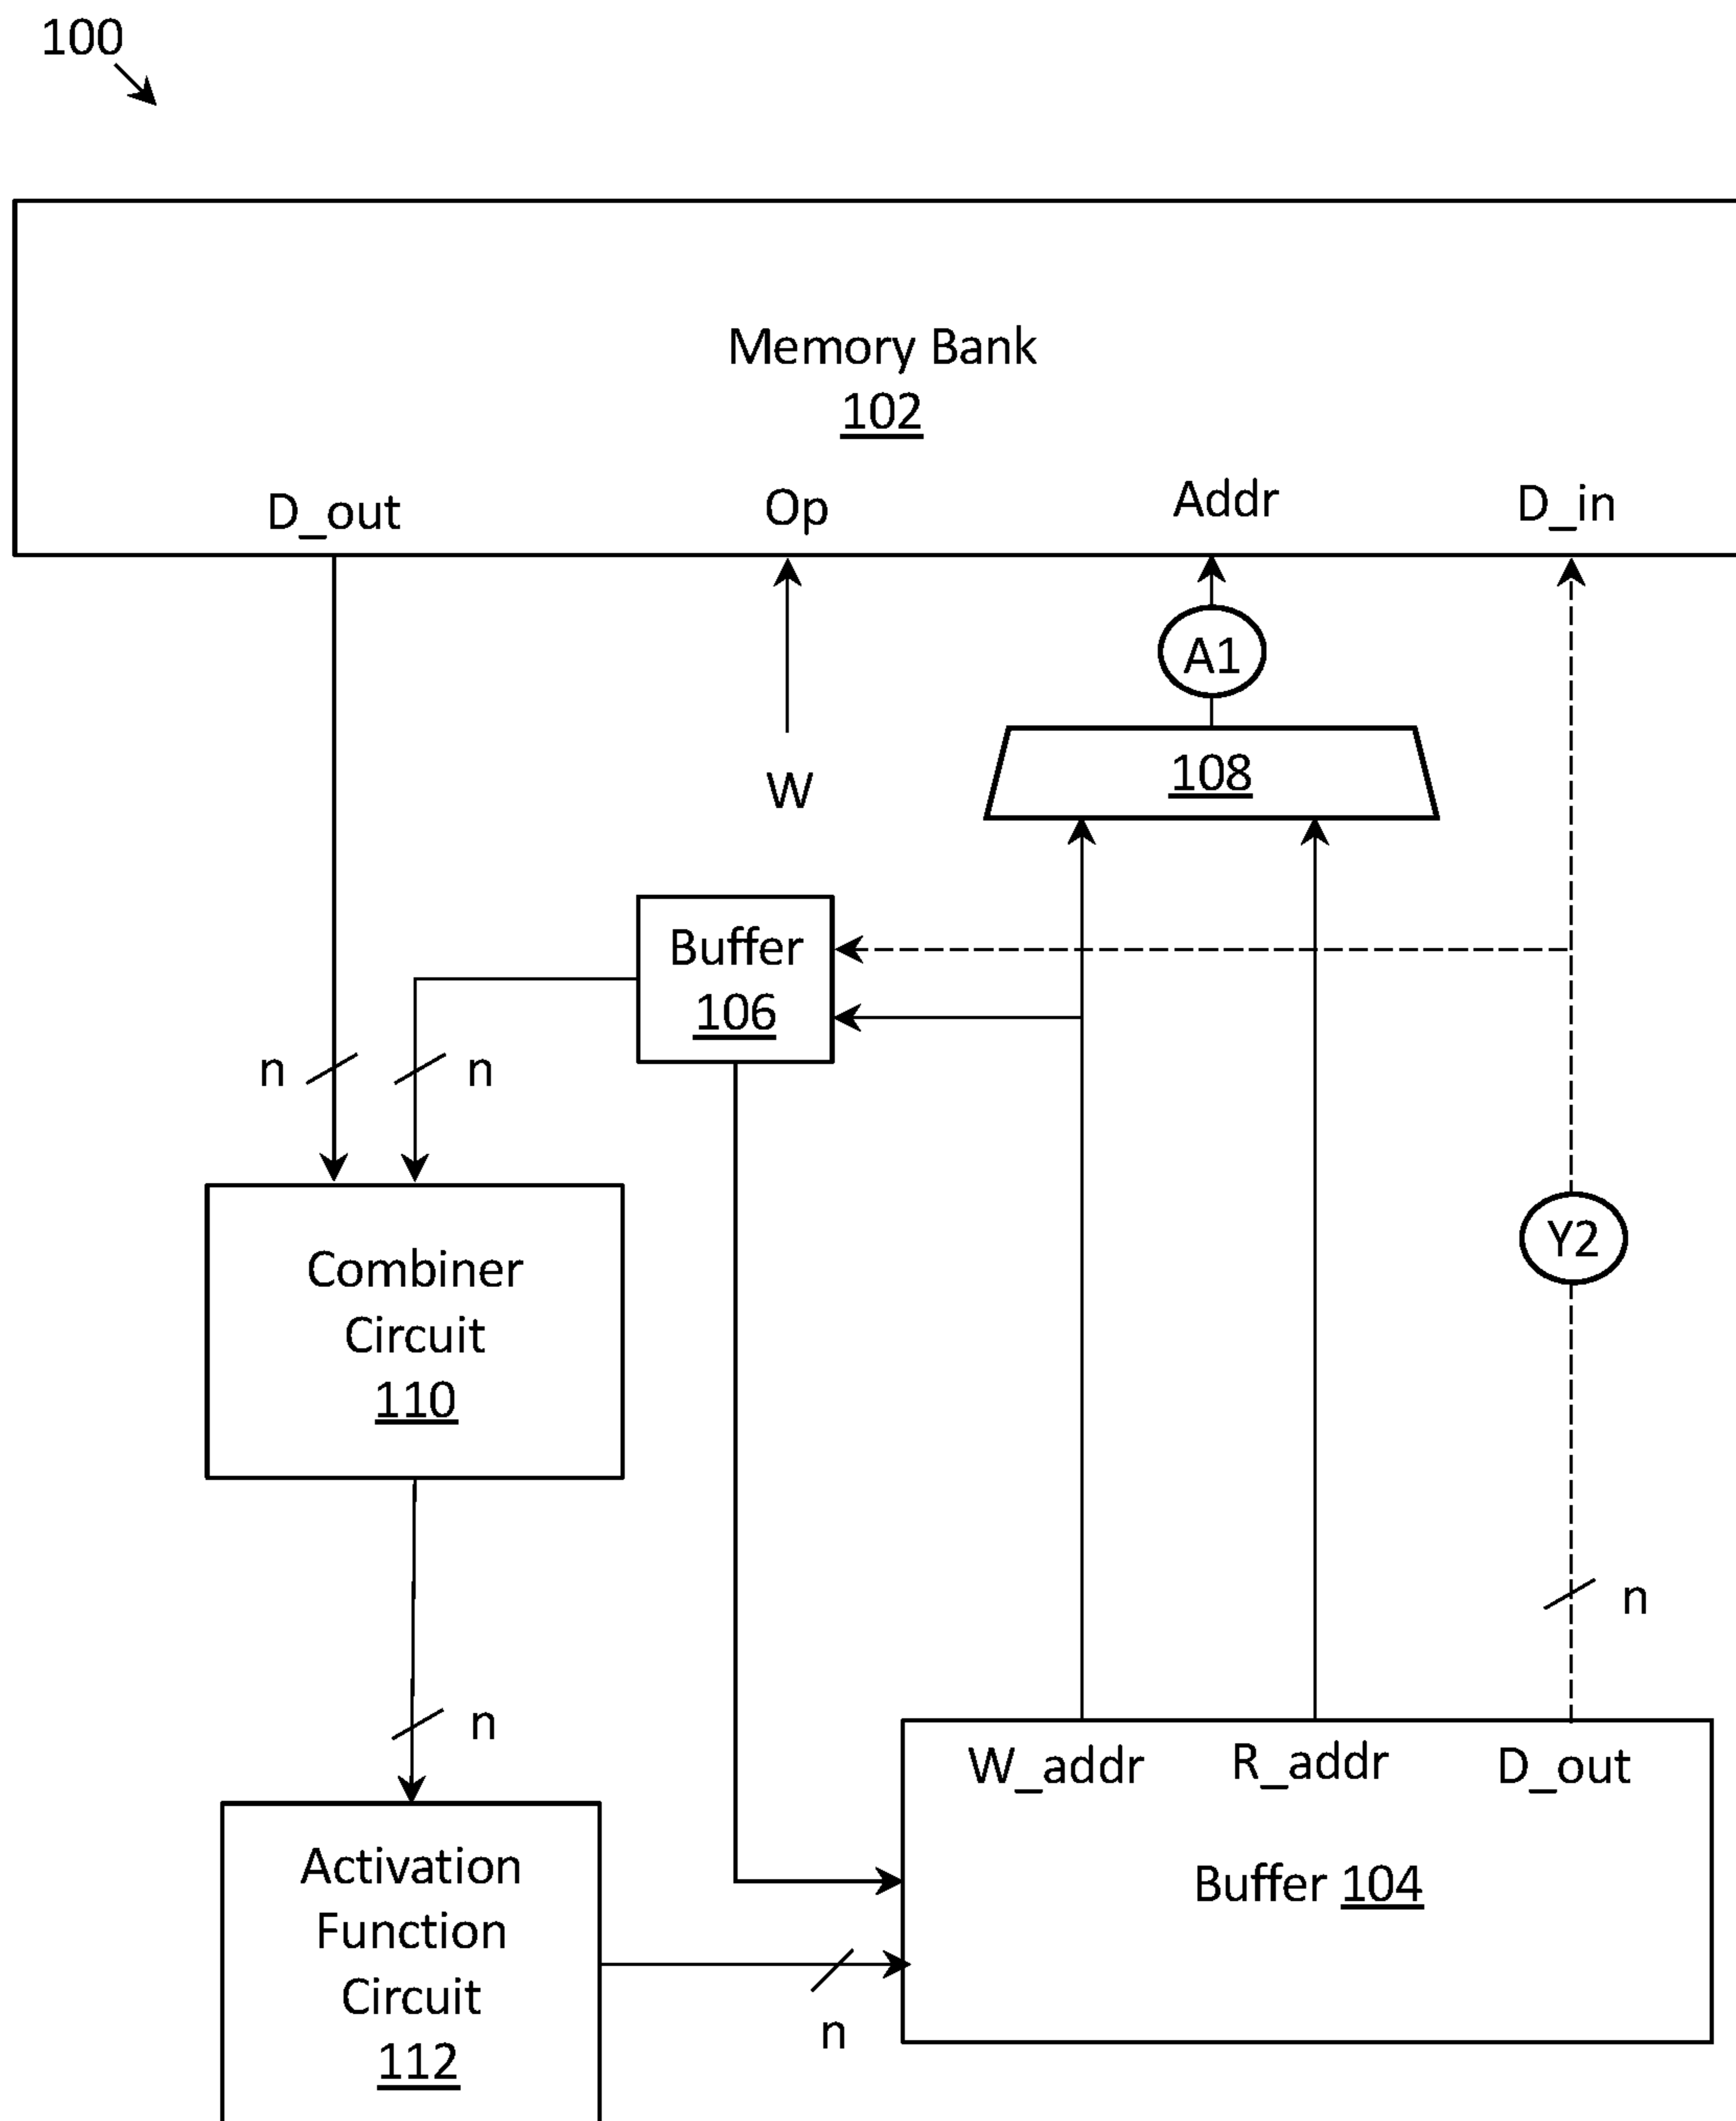 100
Memory Bank
102
D_out
Op
Addr
D_in
A1
108
W
Buffer
106
n
n
Combiner
Circuit
110
Y2
n
n
W_addr
R_addr
D_out
Activation
Function
Circuit
112
Buffer 104
n